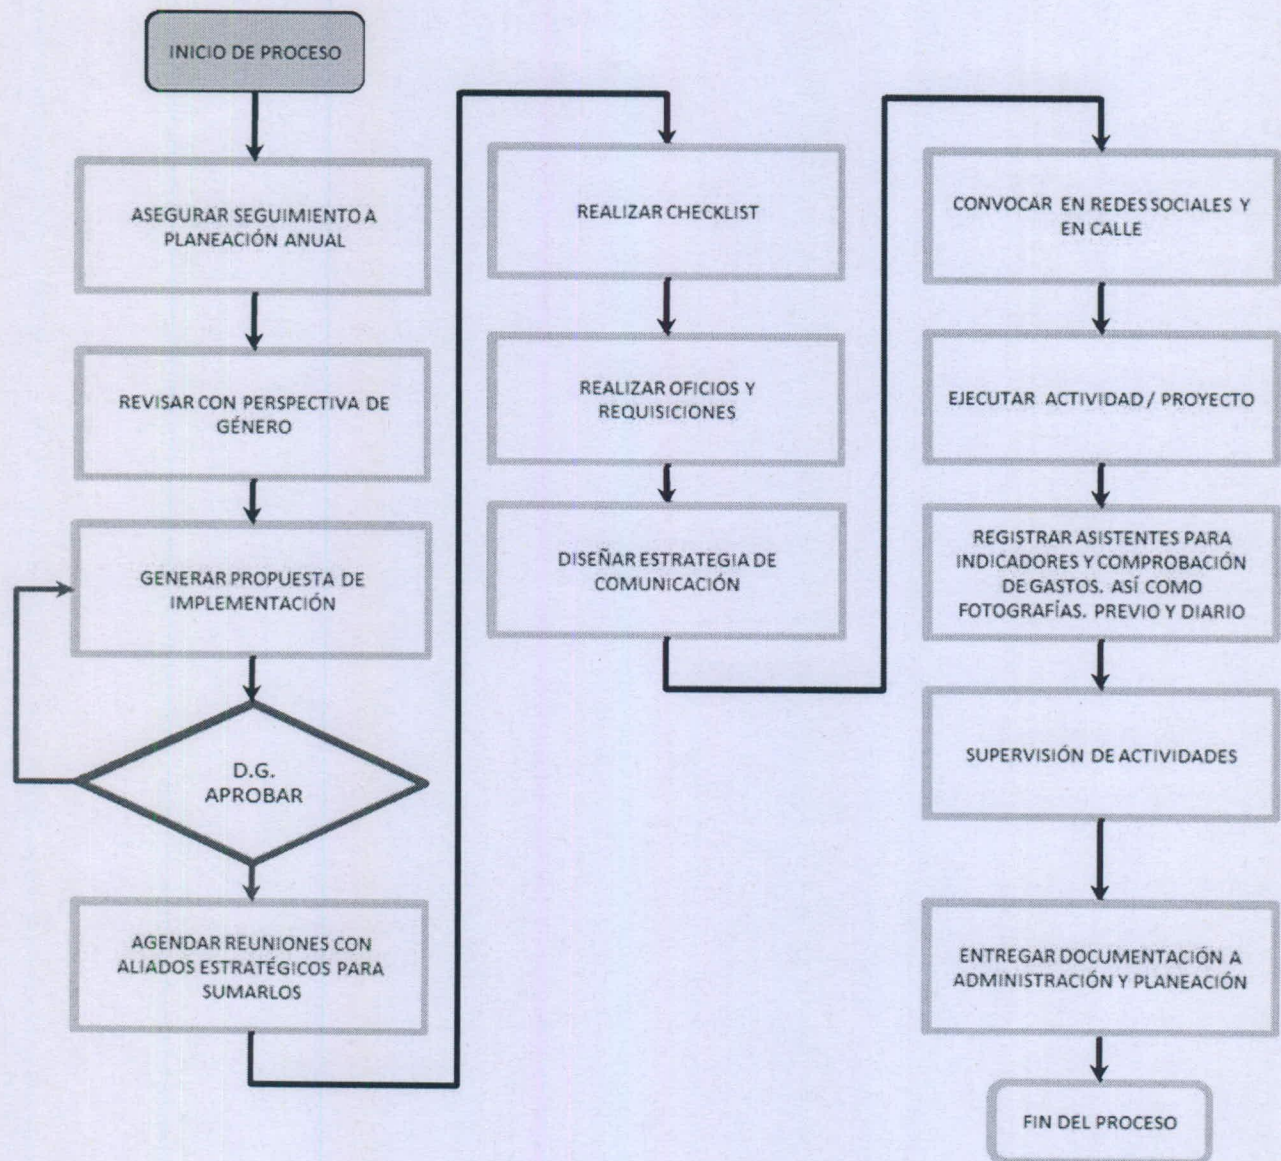 INICIO DE PROCESO
ASEGURAR SEGUIMIENTO A
PLANEACIÓN ANUAL
REVISAR CON PERSPECTIVA DE
GÉNERO
GENERAR PROPUESTA DE
IMPLEMENTACIÓN
D.G.
APROBAR
AGENDAR REUNIONES CON
ALIADOS ESTRATÉGICOS PARA
SUMARLOS
REALIZAR CHECKLIST
REALIZAR OFICIOS Y
REQUISICIONES
DISEÑAR ESTRATEGIA DE
COMUNICACIÓN
CONVOCAR EN REDES SOCIALES Y
EN CALLE
EJECUTAR ACTIVIDAD / PROYECTO
REGISTRAR ASISTENTES PARA
INDICADORES Y COMPROBACIÓN
DE GASTOS. ASÍ COMO
FOTOGRAFÍAS. PREVIO Y DIARIO
SUPERVISIÓN DE ACTIVIDADES
ENTREGAR DOCUMENTACIÓN A
ADMINISTRACIÓN Y PLANEACIÓN
FIN DEL PROCESO